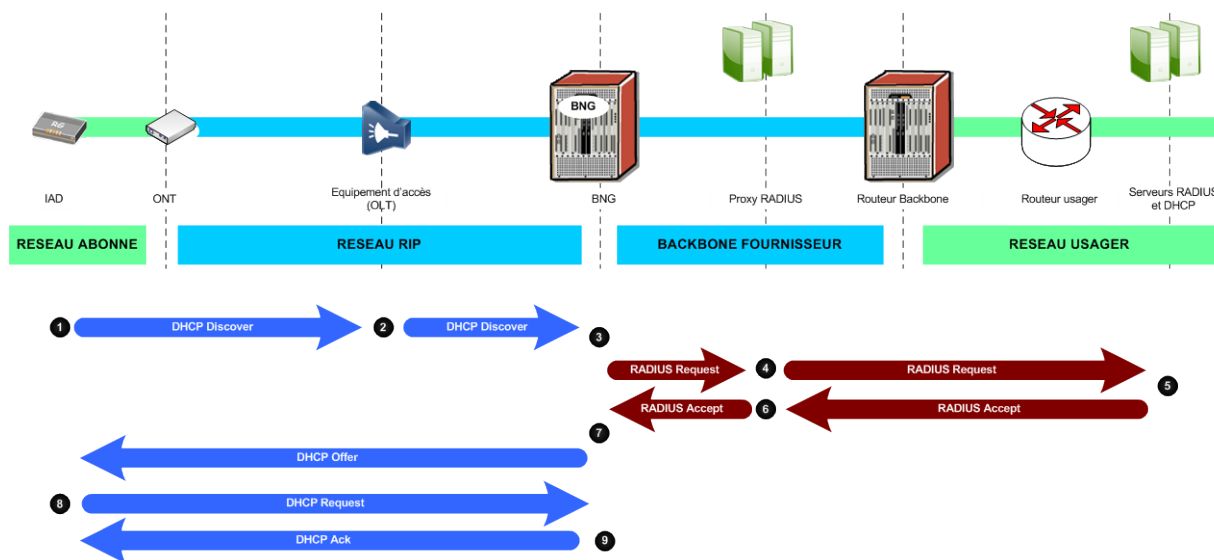 RG
BNG
IAD
ONT
Equipement d'accès
(OLT)
BNG
Proxy RADIUS
Routeur Backbone
Routeur usager
Serveurs RADIUS
et DHCP
RESEAU ABONNE
RESEAU RIP
BACKBONE FOURNISSEUR
RESEAU USAGER
1
DHCP Discover
2
DHCP Discover
3
RADIUS Request
4
RADIUS Request
5
RADIUS Accept
6
RADIUS Accept
7
DHCP Offer
8
DHCP Request
DHCP Ack
9